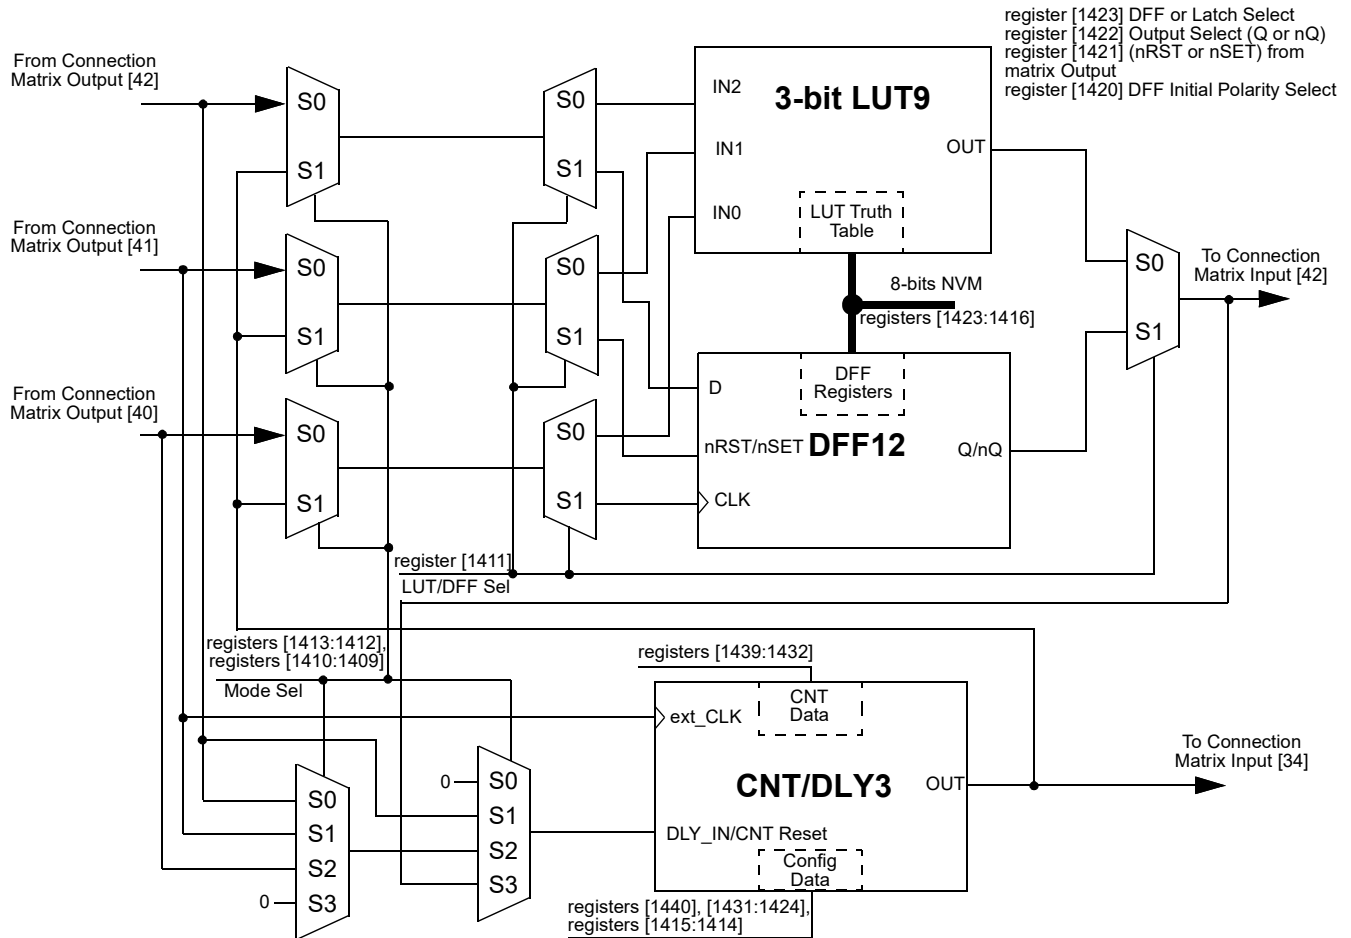 register [1423] DFF or Latch Select
register [1422] Output Select (Q or nQ)
register [1421] (nRST or nSET) from
matrix Output
register [1420] DFF Initial Polarity Select
From Connection
Matrix Output [42]
S0
S1
S0
S1
IN2
3-bit LUT9
IN1
OUT
IN0
LUT Truth
Table
From Connection
Matrix Output [41]
S0
S1
S0
S1
8-bits NVM
registers [1423:1416]
S0
S1
To Connection
Matrix Input [42]
From Connection
Matrix Output [40]
S0
S1
S0
S1
D
DFF
Registers
nRST/nSET
DFF12
Q/nQ
CLK
register [1411]
LUT/DFF Sel
registers [1413:1412],
registers [1410:1409]
Mode Sel
registers [1439:1432]
ext_CLK
CNT
Data
CNT/DLY3
OUT
To Connection
Matrix Input [34]
DLY_IN/CNT Reset
Config
Data
0
S0
S1
S2
S3
S0
S1
S2
0
S3
registers [1440], [1431:1424],
registers [1415:1414]